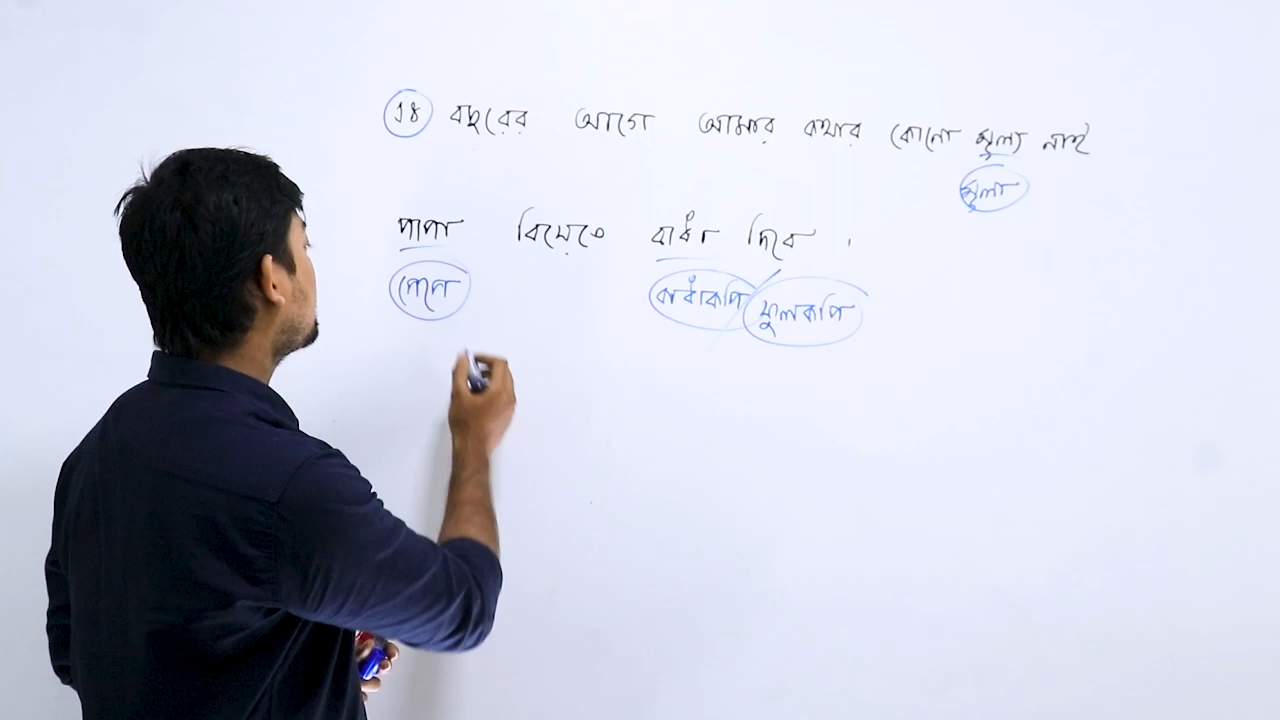 ১৪ বছরের আগে আমার কথার কোনো মূল্য নাই
মূলা
পাপা বিয়েতে বাধাঁ দিবে ।
পেপে বাধাঁকপি ফুলকপি